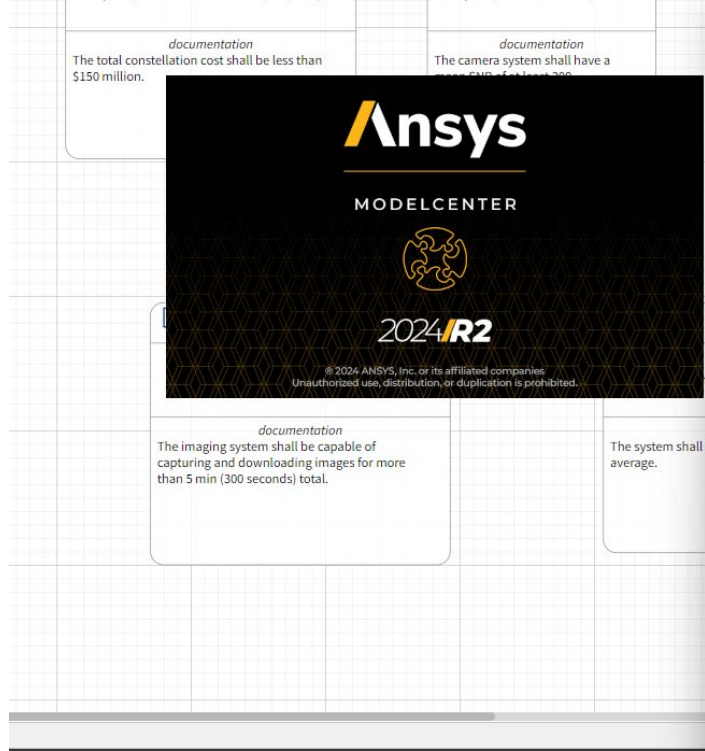 documentation
The total constellation cost shall be less than
$150 million.
documentation
The camera system shall have a
Ansys
MODELCENTER
2024 R2
© 2024 ANSYS, Inc. or its affiliated companies
Unauthorized use, distribution, or duplication is prohibited.
documentation
The imaging system shall be capable of
capturing and downloading images for more
than 5 min (300 seconds) total.
The system shall
average.